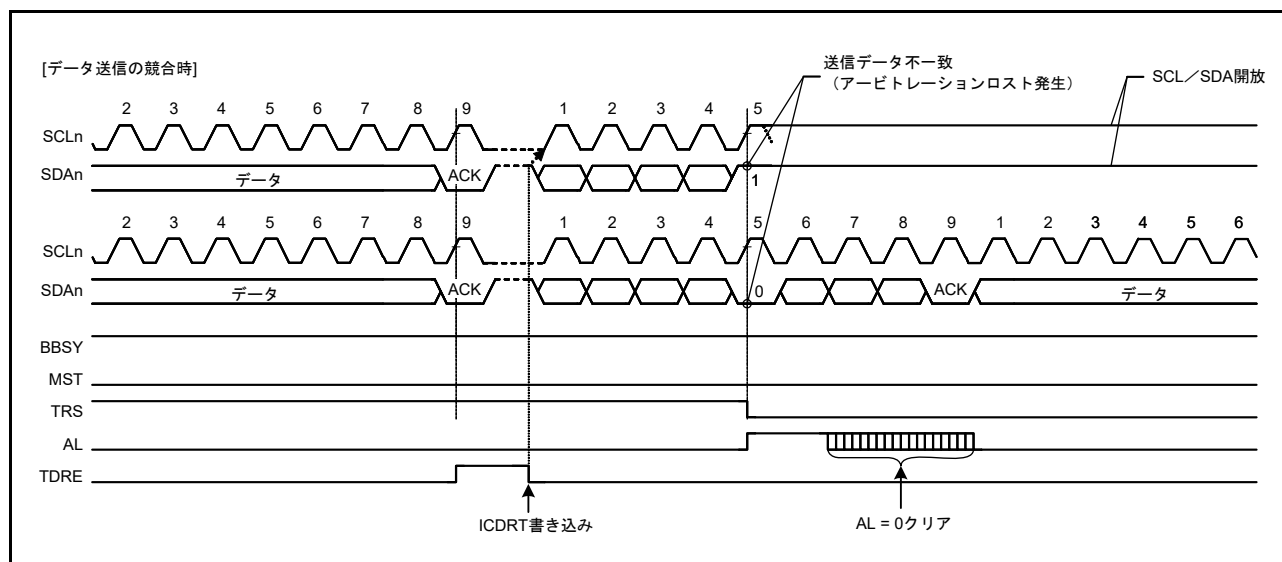 [データ送信の競合時]
送信データ不一致
(アービトレーションロスト発生)
SCL/SDA開放
2 3 4 5 6 7 8 9 1 2 3 4 5
SCLn
SDAn
データ ACK 1
2 3 4 5 6 7 8 9 1 2 3 4 5 6 7 8 9 1 2 3 4 5 6
SCLn
SDAn
データ ACK 0 ACK データ
BBSY
MST
TRS
AL
TDRE
ICDRT書き込み
AL = 0クリア